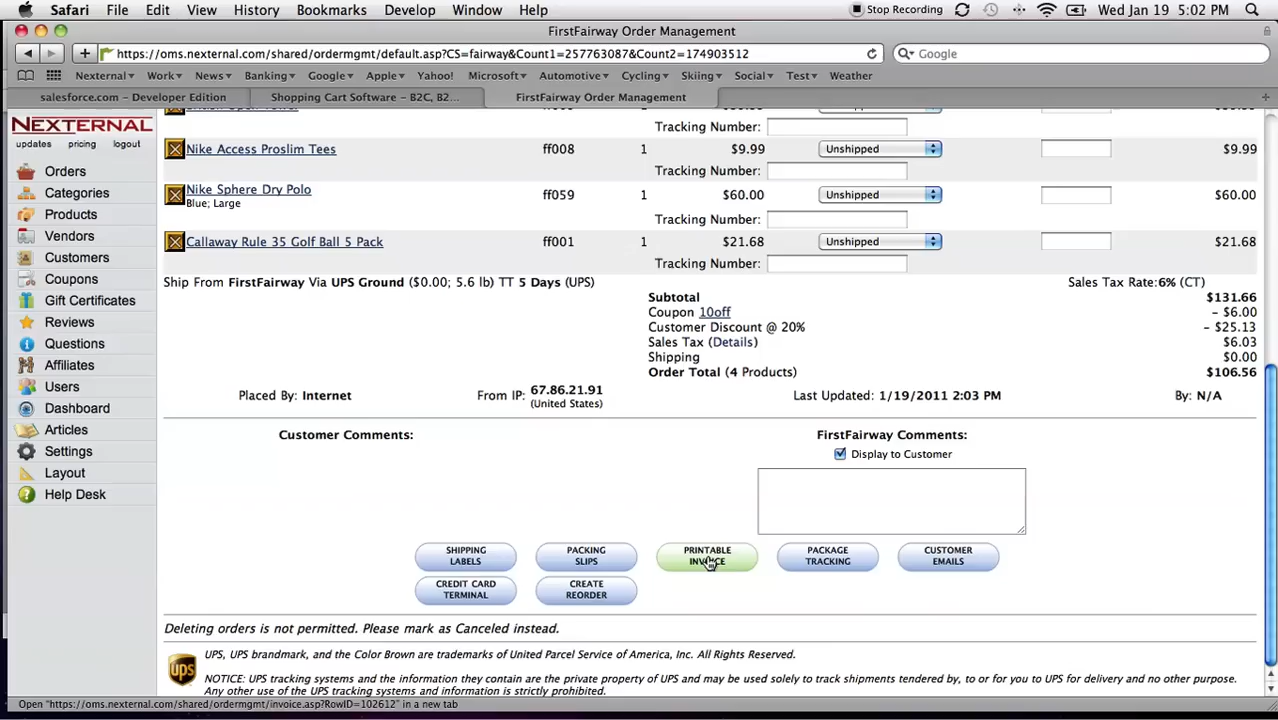 Safari File Edit View History Bookmarks Develop Window Help Stop Recording Wed Jan 19 5:02 PM
FirstFairway Order Management
https://oms.nexternal.com/shared/ordermgmt/default.asp?CS=fairway&Count1=257763087&Count2=174903512 Google
Nexternal Work News Banking Google Apple Yahoo! Microsoft Automotive Cycling Skiing Social Test Weather
salesforce.com – Developer Edition Shopping Cart Software – B2C, B2... FirstFairway Order Management
NEXTERNAL
updates pricing logout
Orders
Categories
Products
Vendors
Customers
Coupons
Gift Certificates
Reviews
Questions
Affiliates
Users
Dashboard
Articles
Settings
Layout
Help Desk
Tracking Number:
Nike Access Proslim Tees ff008 1 $9.99 Unshipped $9.99
Tracking Number:
Nike Sphere Dry Polo ff059 1 $60.00 Unshipped $60.00
Blue; Large
Tracking Number:
Callaway Rule 35 Golf Ball 5 Pack ff001 1 $21.68 Unshipped $21.68
Tracking Number:
Ship From FirstFairway Via UPS Ground ($0.00; 5.6 lb) TT 5 Days (UPS) Sales Tax Rate:6% (CT)
Subtotal $131.66
Coupon 10off – $6.00
Customer Discount @ 20% – $25.13
Sales Tax (Details) $6.03
Shipping $0.00
Order Total (4 Products) $106.56
Placed By: Internet From IP: 67.86.21.91 (United States) Last Updated: 1/19/2011 2:03 PM By: N/A
Customer Comments: FirstFairway Comments:
Display to Customer
SHIPPING LABELS
PACKING SLIPS
PRINTABLE INVOICE
PACKAGE TRACKING
CUSTOMER EMAILS
CREDIT CARD TERMINAL
CREATE REORDER
Deleting orders is not permitted. Please mark as Canceled instead.
ups
UPS, UPS brandmark, and the Color Brown are trademarks of United Parcel Service of America, Inc. All Rights Reserved.
NOTICE: UPS tracking systems and the information they contain are the private property of UPS and may be used solely to track shipments tendered by, to or for you to UPS for delivery and no other purpose.
Any other use of the UPS tracking systems and information is strictly prohibited.
Open "https://oms.nexternal.com/shared/ordermgmt/invoice.asp?RowID=102612" in a new tab